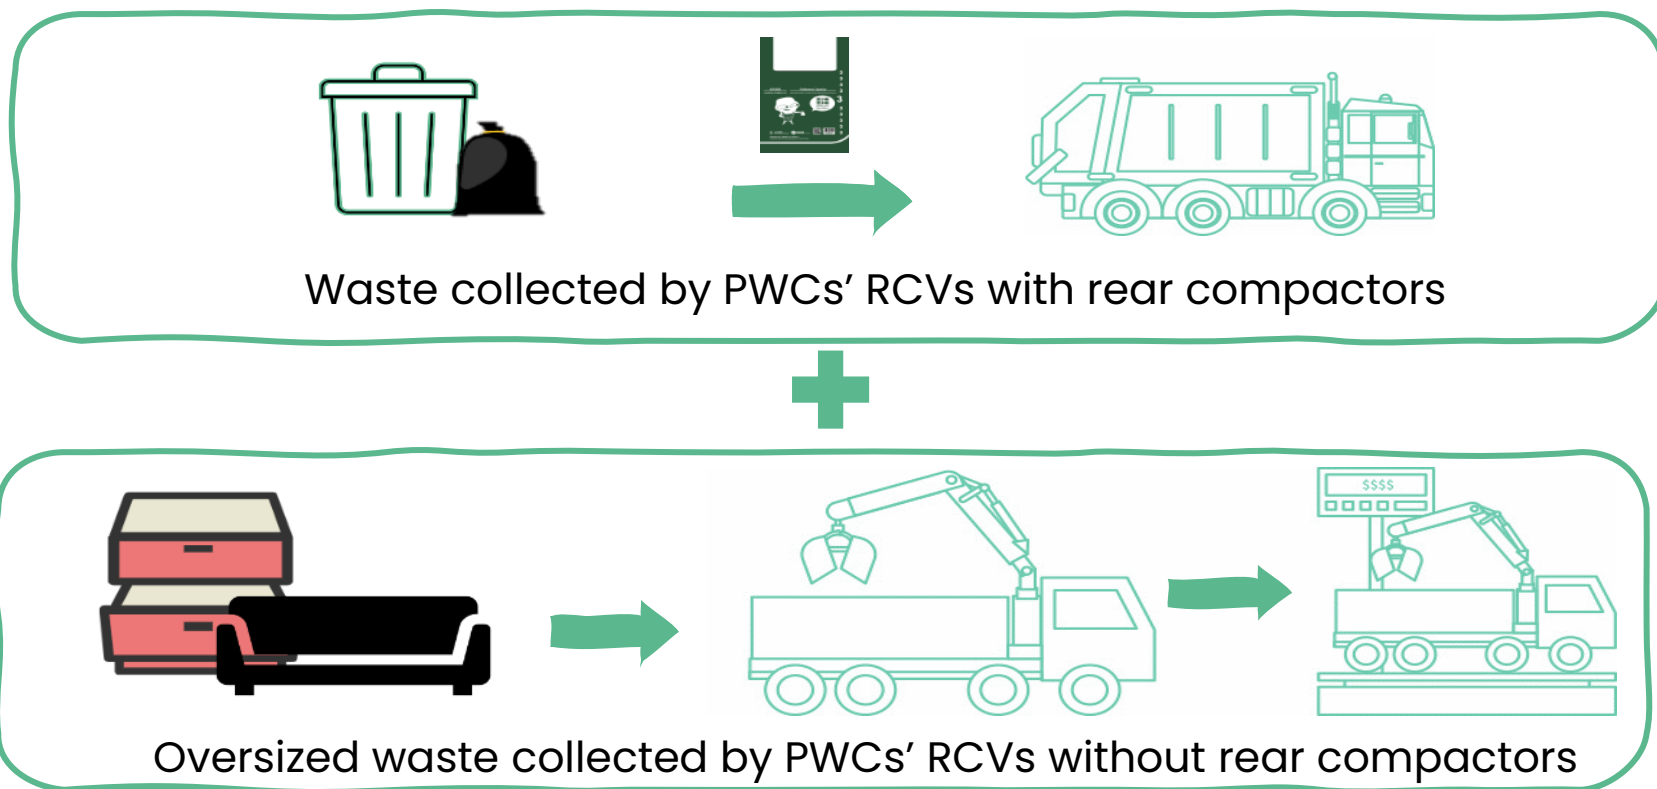 Waste collected by PWCs’ RCVs with rear compactors
$$$$
Oversized waste collected by PWCs’ RCVs without rear compactors